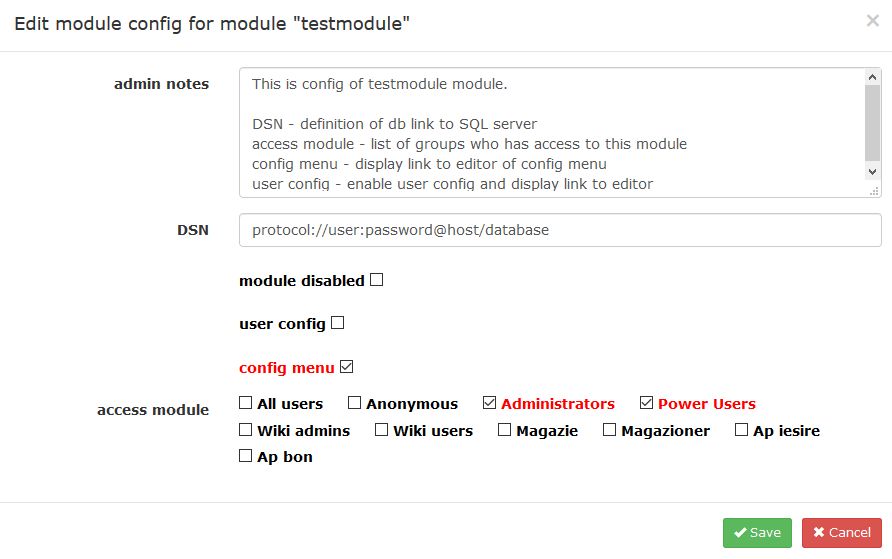 Edit module config for module "testmodule"
admin notes
This is config of testmodule module.
DSN - definition of db link to SQL server
access module - list of groups who has access to this module
config menu - display link to editor of config menu
user config - enable user config and display link to editor
DSN
protocol://user:password@host/database
module disabled
user config
config menu
access module
All users Anonymous Administrators Power Users
Wiki admins Wiki users Magazie Magazioner Ap iesire
Ap bon
Save Cancel